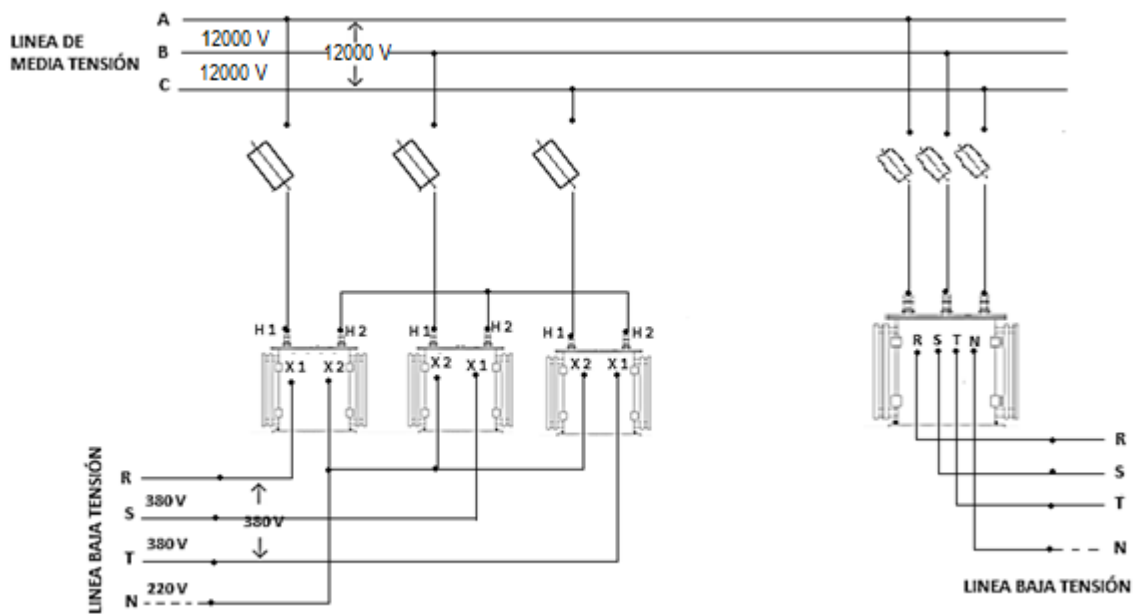 A
LINEA DE
MEDIA TENSIÓN
12000 V
12000 V
B
12000 V
C
H 1 H 2 H 1 H 2 H 1 H 2
X 1 X 2 X 2 X 1 X 2 X 1
R S T N
LINEA BAJA TENSIÓN
R
380 V
S
380 V
380 V
T
220 V
N
R
S
T
N
LINEA BAJA TENSIÓN